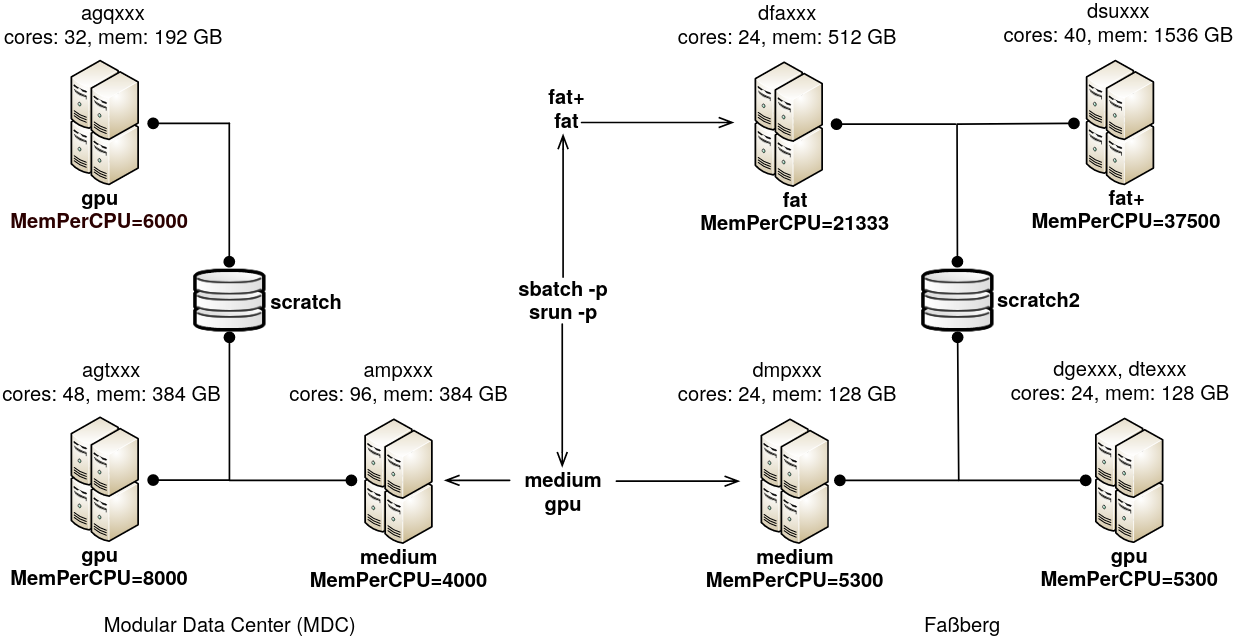 agqxxx
cores: 32, mem: 192 GB
gpu
MemPerCPU=6000
scratch
agtxxx
cores: 48, mem: 384 GB
gpu
MemPerCPU=8000
ampxxx
cores: 96, mem: 384 GB
medium
MemPerCPU=4000
Modular Data Center (MDC)
fat+
fat
sbatch -p
srun -p
medium
gpu
dfaxxx
cores: 24, mem: 512 GB
fat
MemPerCPU=21333
dsuxxx
cores: 40, mem: 1536 GB
fat+
MemPerCPU=37500
scratch2
dmpxxx
cores: 24, mem: 128 GB
medium
MemPerCPU=5300
dgexxx, dtexxx
cores: 24, mem: 128 GB
gpu
MemPerCPU=5300
Faßberg